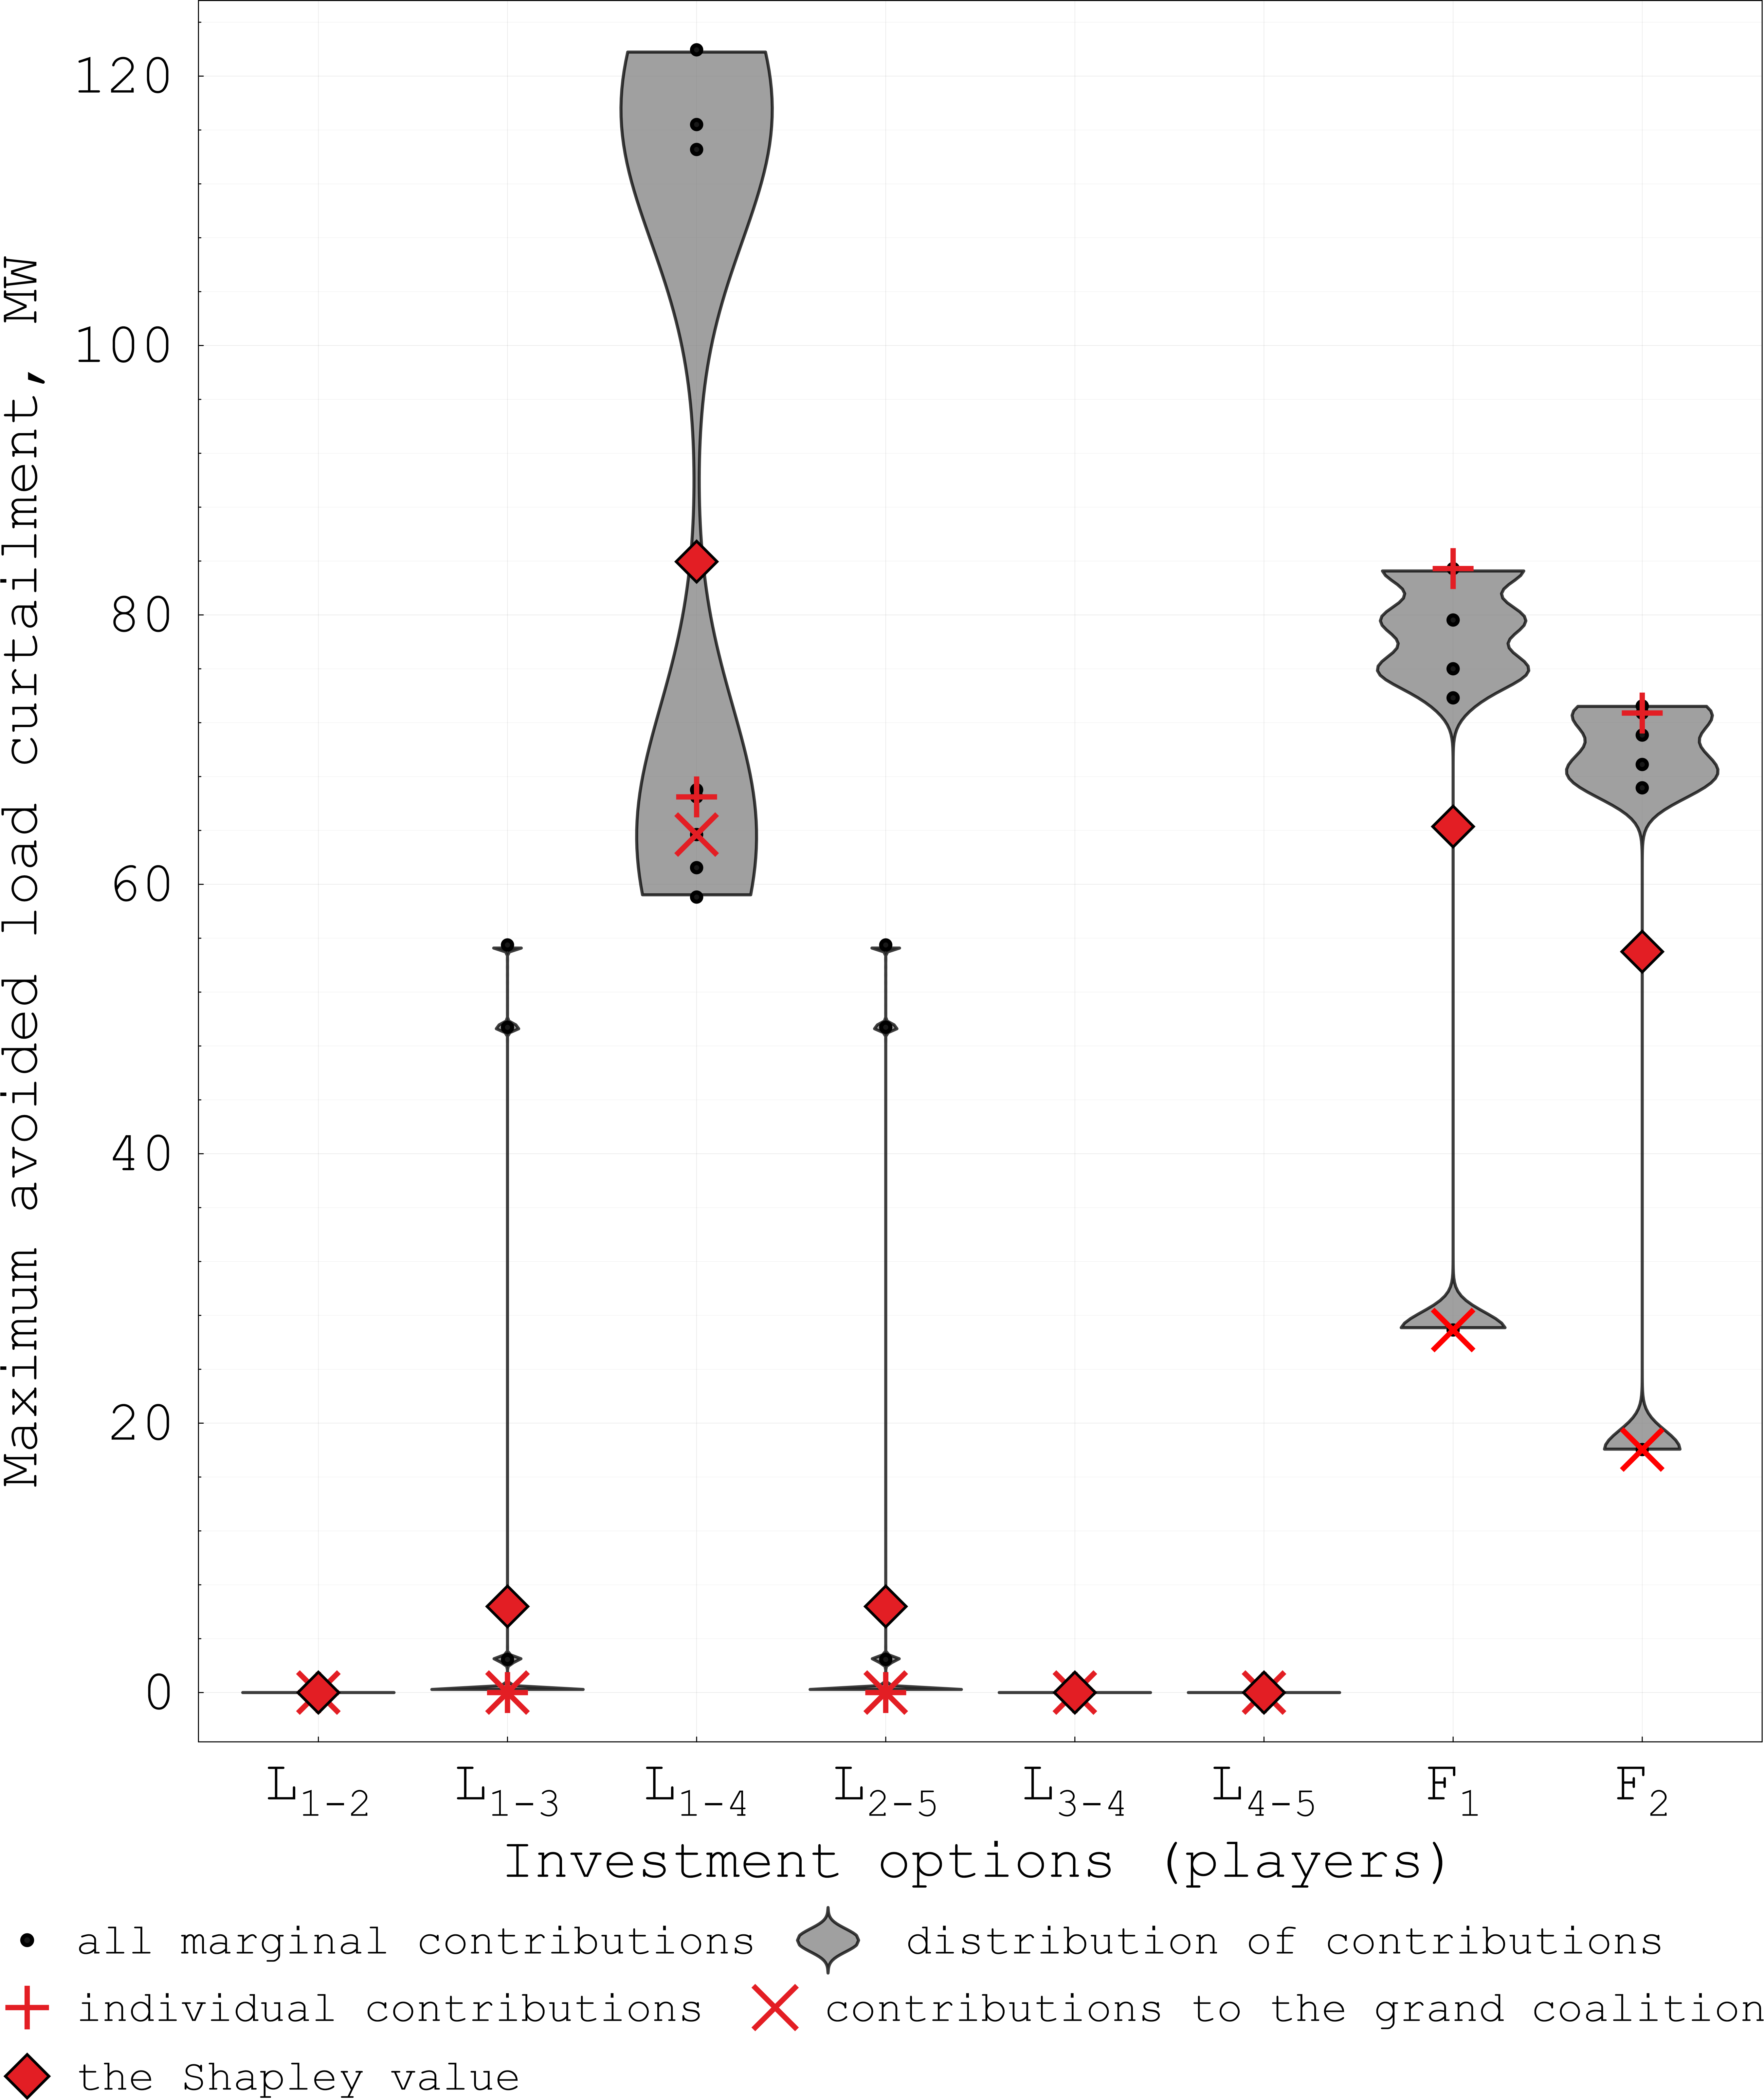 Maximum avoided load curtailment, MW
120
100
80
60
40
20
0
L1-2 L1-3 L1-4 L2-5 L3-4 L4-5 F1 F2
Investment options (players)
all marginal contributions distribution of contributions
individual contributions contributions to the grand coalition
the Shapley value